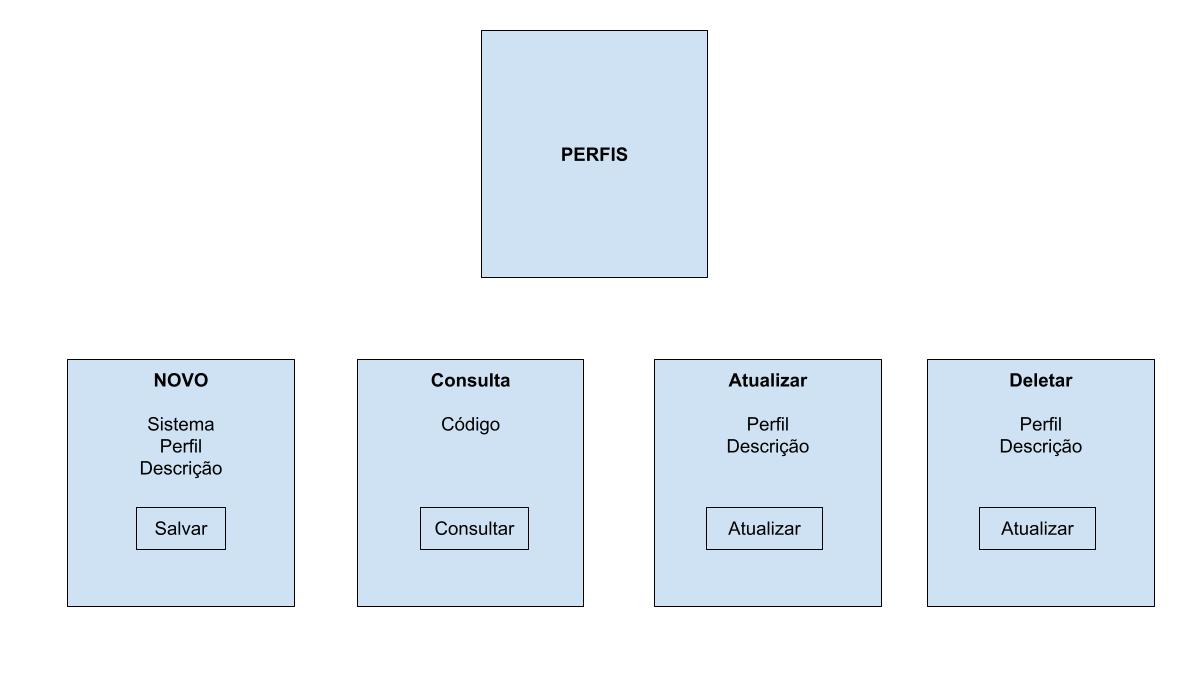 PERFIS
NOVO
Sistema
Perfil
Descrição
Salvar
Consulta
Código
Consultar
Atualizar
Perfil
Descrição
Atualizar
Deletar
Perfil
Descrição
Atualizar